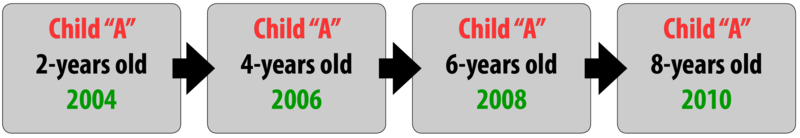 Child “A”
2-years old
2004
Child “A”
4-years old
2006
Child “A”
6-years old
2008
Child “A”
8-years old
2010